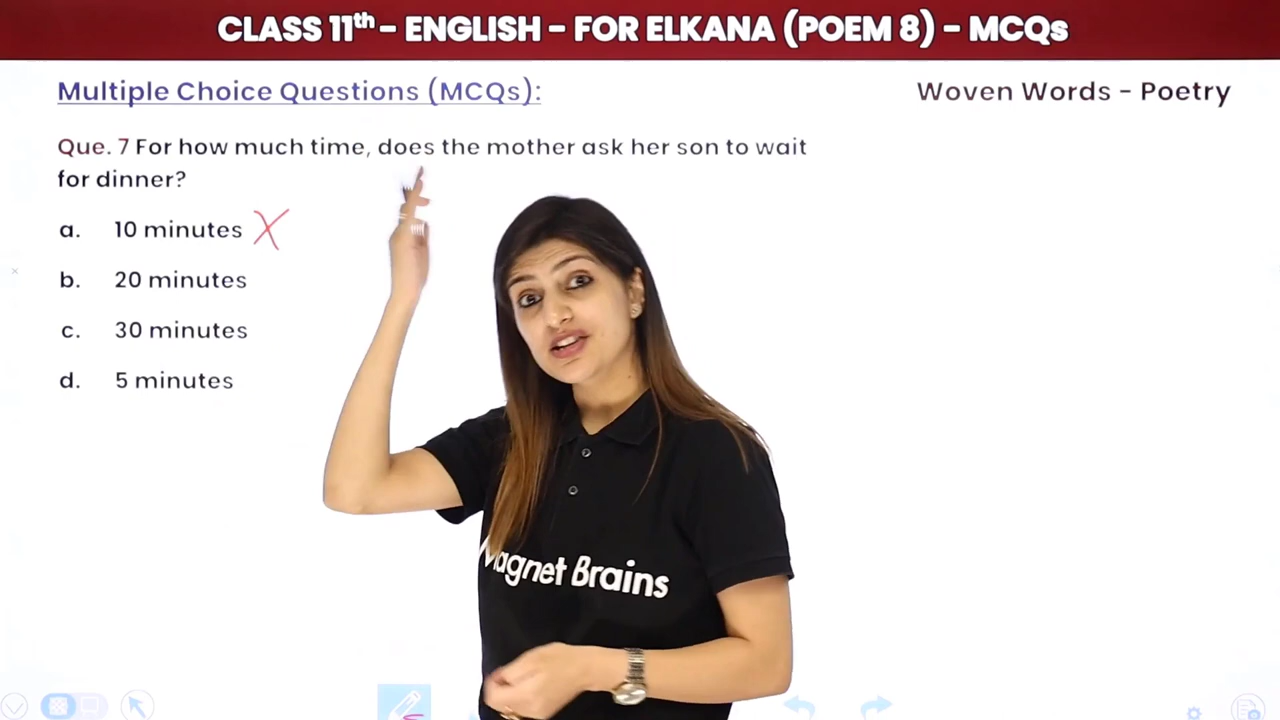 CLASS 11th - ENGLISH - FOR ELKANA (POEM 8) - MCQs
Multiple Choice Questions (MCQs):
Woven Words - Poetry
Que. 7 For how much time, does the mother ask her son to wait
for dinner?
a. 10 minutes
b. 20 minutes
c. 30 minutes
d. 5 minutes
Magnet Brains